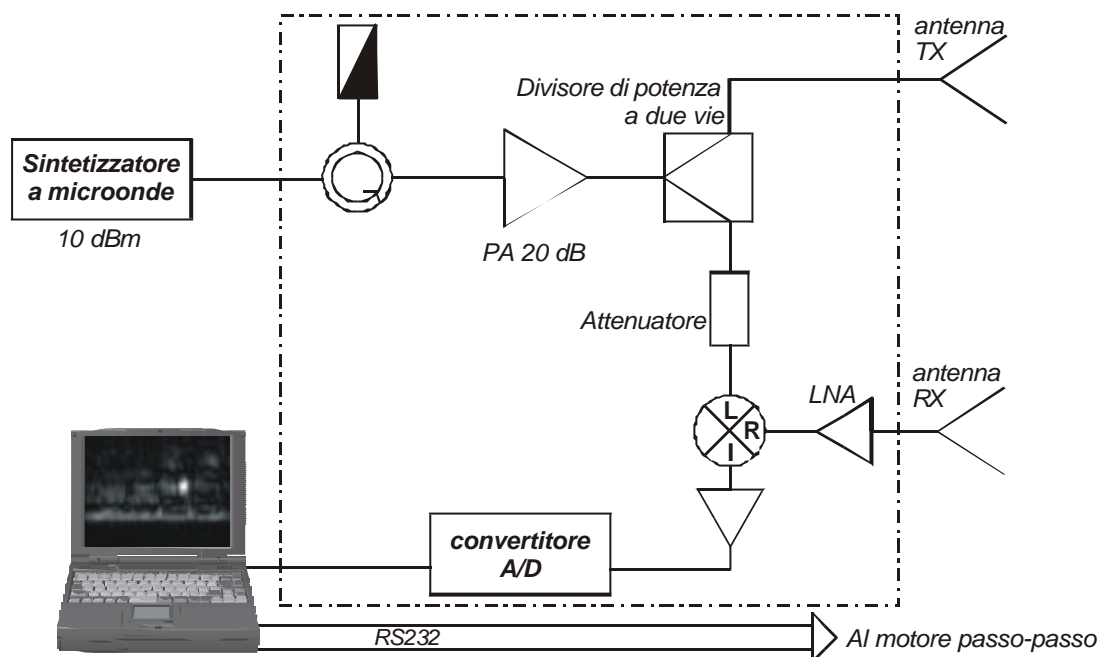 antenna
TX
Divisore di potenza
a due vie
Sintetizzatore
a microonde
10 dBm
PA 20 dB
Attenuatore
antenna
RX
LNA
L
R
I
convertitore
A/D
RS232
Al motore passo-passo